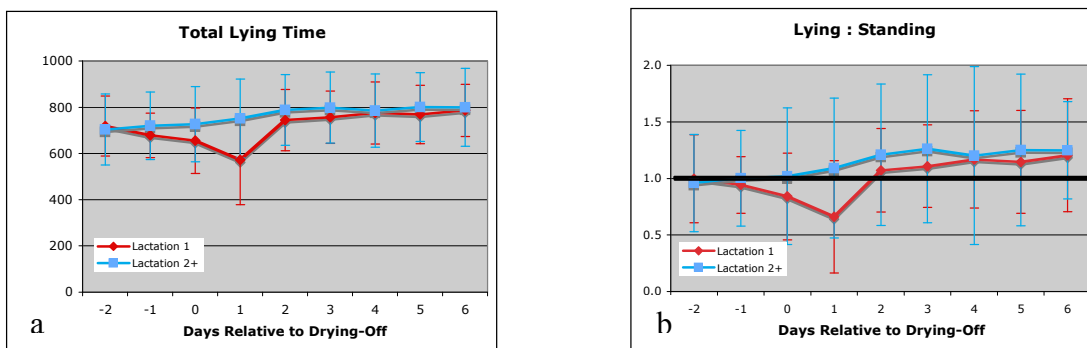 Total Lying Time
1000
800
600
400
200
0
Lactation 1
Lactation 2+
-2 -1 0 1 2 3 4 5 6
Days Relative to Drying-Off
a
Lying : Standing
2.0
1.5
1.0
0.5
0.0
Lactation 1
Lactation 2+
-2 -1 0 1 2 3 4 5 6
Days Relative to Drying-Off
b